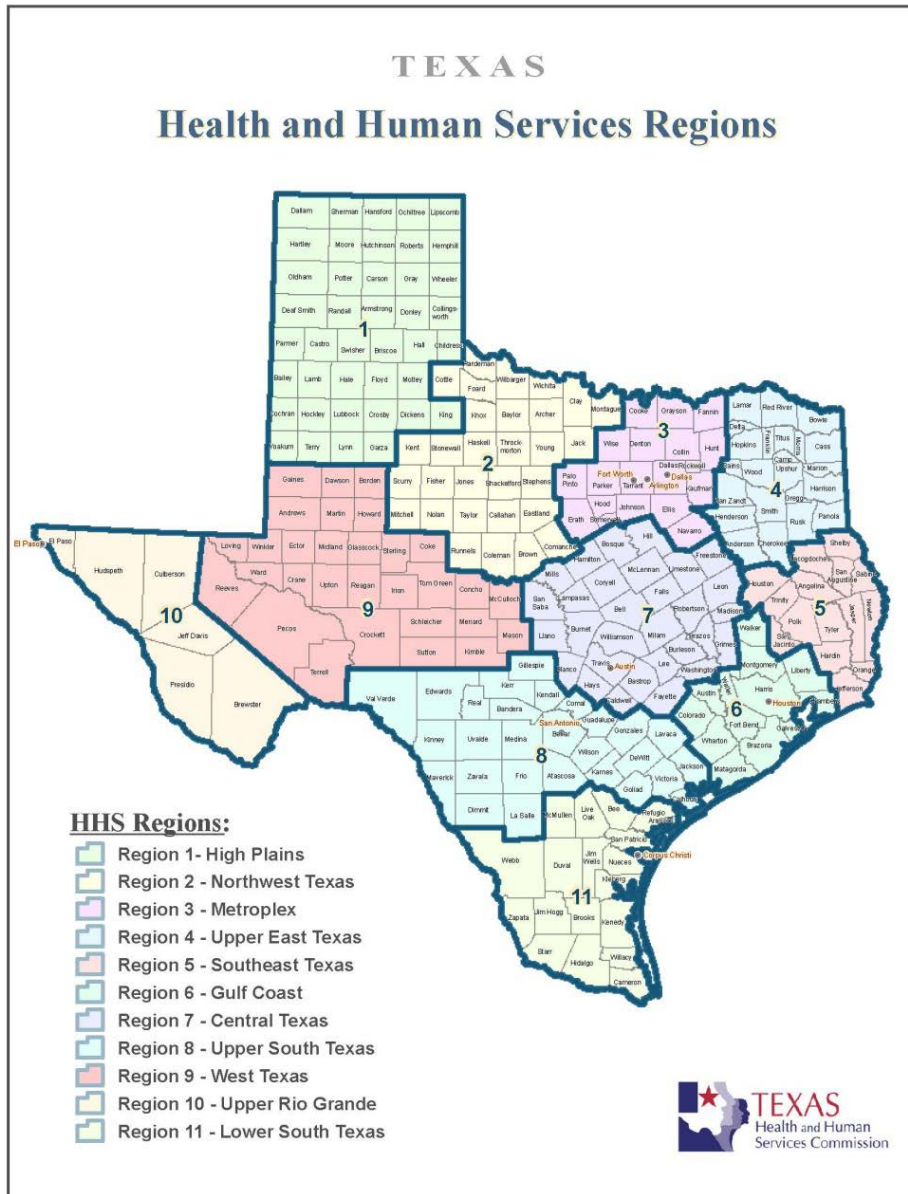 TEXAS
Health and Human Services Regions
Dallam Sherman Hansford Ochiltree Lipscomb
Hartley Moore Hutchinson Roberts Hemphill
Oldham Potter Carson Gray Wheeler
Deaf Smith Randall Armstrong Donley Collings-
worth
1
Parmer Castro Swisher Briscoe Hall Childress
Bailey Lamb Hale Floyd Motley
Cochran Hockley Lubbock Crosby Dickens King
Yoakum Terry Lynn Garza
Hardeman
Cottle Foard Wilbarger Wichita
Clay
Knox Baylor Archer Montague
Kent Stonewall Haskell Throck-
morton Young Jack
2
Scurry Fisher Jones Shackelford Stephens
Mitchell Nolan Taylor Callahan Eastland
Runnels Coleman Brown Comanche
Cooke Grayson Fannin
3
Wise Denton Collin Hunt
Fort Worth Dallas Rockwall
Dallas
Arlington
Palo
Pinto Parker Tarrant Kaufman
Hood Johnson Ellis
Erath Somervell Navarro
Lamar Red River Bowie
Delta
Hopkins Franklin Titus Morris Cass
Camp
Rains Wood Upshur Marion
4
Gregg Harrison
Van Zandt Smith
Henderson Rusk Panola
Anderson Cherokee
Shelby
Nacogdoches
San
Augustine Sabine
Houston Angelina
Trinity
5
Polk Tyler Jasper Newton
San
Jacinto
Hardin
Orange
Jefferson
Gaines Dawson Borden
Andrews Martin Howard
Loving Winkler Ector Midland Glasscock Sterling Coke
Ward Crane Upton Reagan Irion Tom Green Concho
Reeves
McCulloch
9
Pecos Crockett Schleicher Menard
Mason
Sutton Kimble
Terrell
El Paso El Paso
Hudspeth Culberson
10
Jeff Davis
Presidio
Brewster
Hill
Bosque
Hamilton Freestone
Mills McLennan Limestone
Coryell Leon
San
Saba Lampasas Falls
Bell Robertson Madison
7
Burnet
Llano Williamson Milam Brazos Grimes
Burleson
Travis Austin Lee
Blanco Bastrop Washington
Hays
Caldwell Fayette
Walker
Montgomery Liberty
Austin Waller Harris
6
Houston Chambers
Colorado Fort Bend Galveston
Wharton Brazoria
Matagorda
Gillespie
Val Verde Edwards Kerr
Real Kendall
Bandera Comal
San Antonio Guadalupe
Kinney Uvalde Medina Bexar Gonzales Lavaca
8
Wilson DeWitt
Maverick Zavala Frio Atascosa Karnes Jackson
Victoria
Goliad
Dimmit La Salle Calhoun
McMullen Live
Oak Bee Refugio
Aransas
San Patricio
Webb Duval Jim
Wells Nueces Corpus Christi
Kleberg
11
Zapata Jim Hogg Brooks Kenedy
Starr Hidalgo Willacy
Cameron
HHS Regions:
Region 1- High Plains
Region 2 - Northwest Texas
Region 3 - Metroplex
Region 4 - Upper East Texas
Region 5 - Southeast Texas
Region 6 - Gulf Coast
Region 7 - Central Texas
Region 8 - Upper South Texas
Region 9 - West Texas
Region 10 - Upper Rio Grande
Region 11 - Lower South Texas
TEXAS
Health and Human
Services Commission